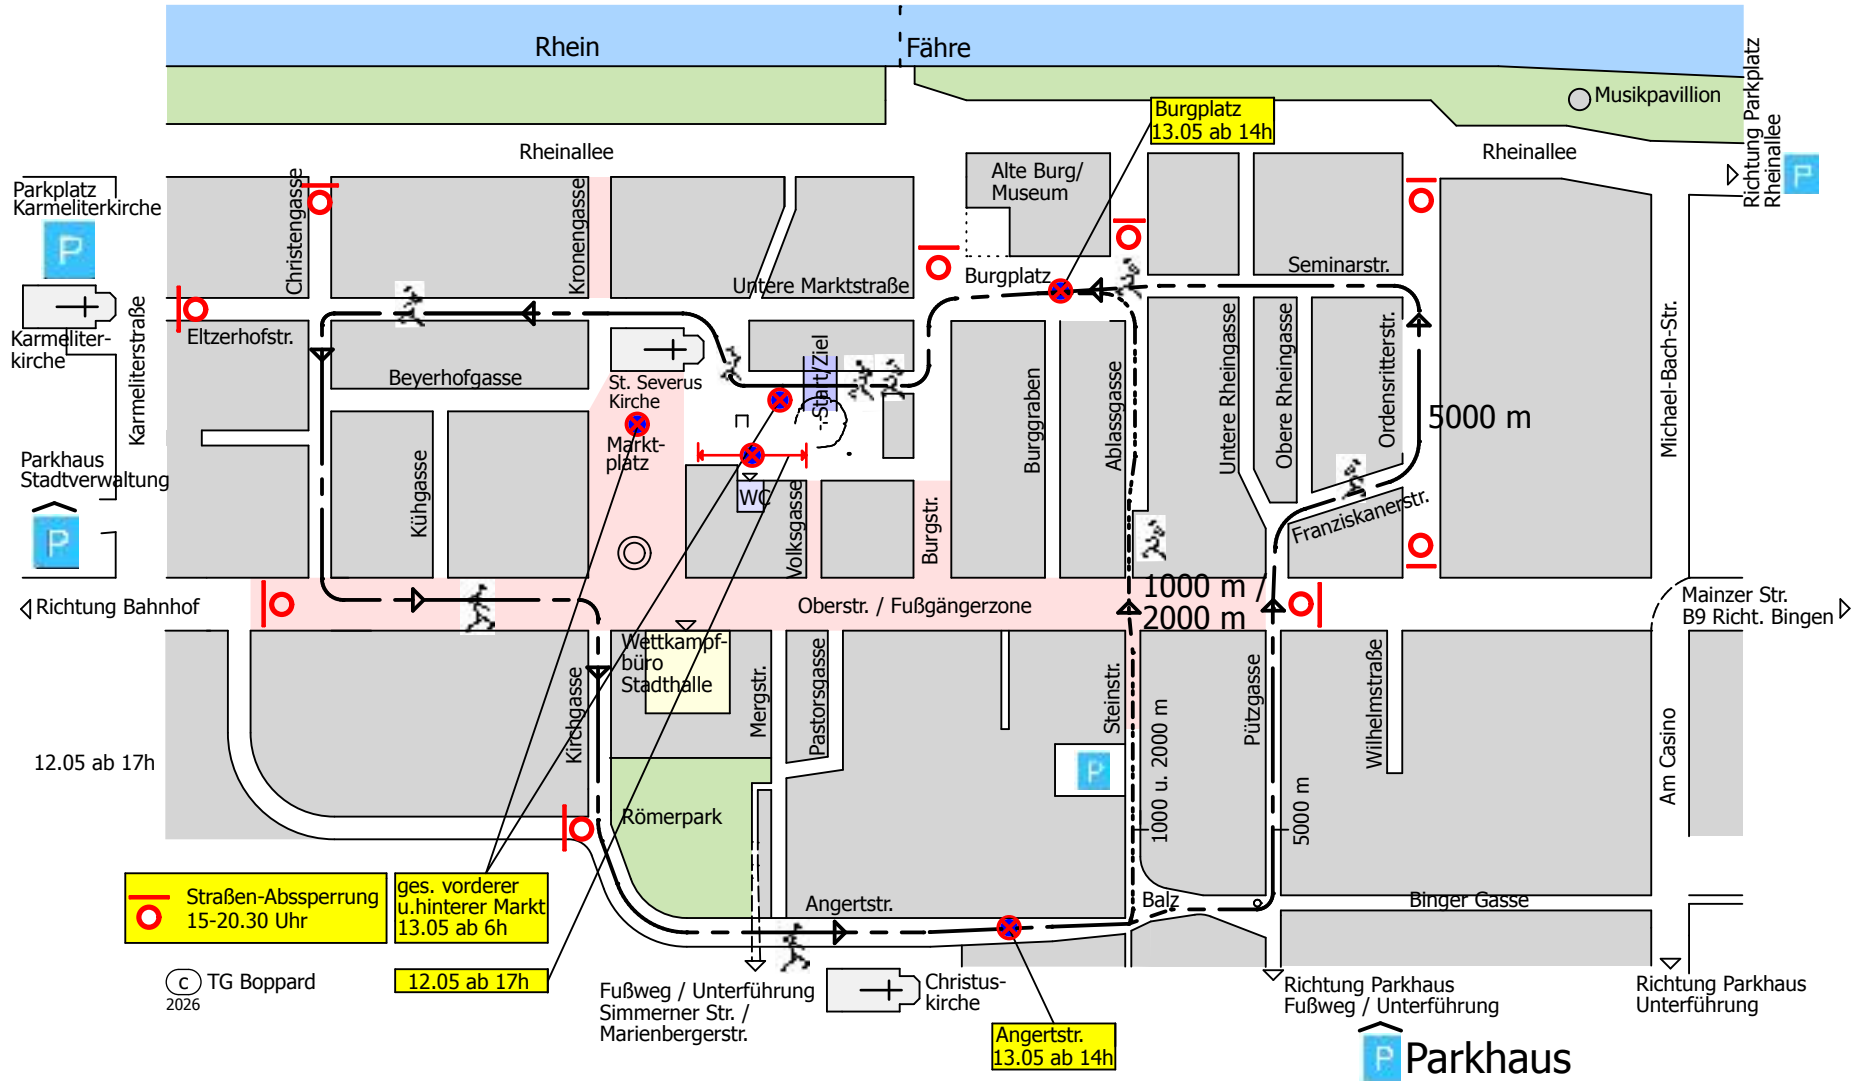 Rhein
Fähre
Musikpavillion
Richtung Parkplatz
Rheinallee
P
Burgplatz
13.05 ab 14h
Rheinallee
Rheinallee
Alte Burg/
Museum
Parkplatz
Karmeliterkirche
P
Christengasse
Kronengasse
Untere Marktstraße
Burgplatz
Seminarstr.
Karmeliter-
kirche
Karmeliterstraße
Eltzerhofstr.
Beyerhofgasse
St. Severus
Kirche
Start/Ziel
Markt-
platz
Burggraben
Ablassgasse
Untere Rheingasse
Obere Rheingasse
Ordensritterstr.
5000 m
Michael-Bach-Str.
Parkhaus
Stadtverwaltung
P
Kühgasse
WC
Volksgasse
Burgstr.
Franziskanerstr.
Richtung Bahnhof
Oberstr. / Fußgängerzone
1000 m /
2000 m
Mainzer Str.
B9 Richt. Bingen
Wettkampf-
büro
Stadthalle
Kirchgasse
Mergstr.
Pastorsgasse
Steinstr.
Pützgasse
Wilhelmstraße
Am Casino
12.05 ab 17h
P
1000 u. 2000 m
5000 m
Römerpark
Straßen-Abssperrung
15-20.30 Uhr
ges. vorderer
u.hinterer Markt
13.05 ab 6h
Angertstr.
Balz
Binger Gasse
c TG Boppard
2026
12.05 ab 17h
Fußweg / Unterführung
Simmerner Str. /
Marienbergerstr.
Christus-
kirche
Angertstr.
13.05 ab 14h
Richtung Parkhaus
Fußweg / Unterführung
Richtung Parkhaus
Unterführung
P Parkhaus